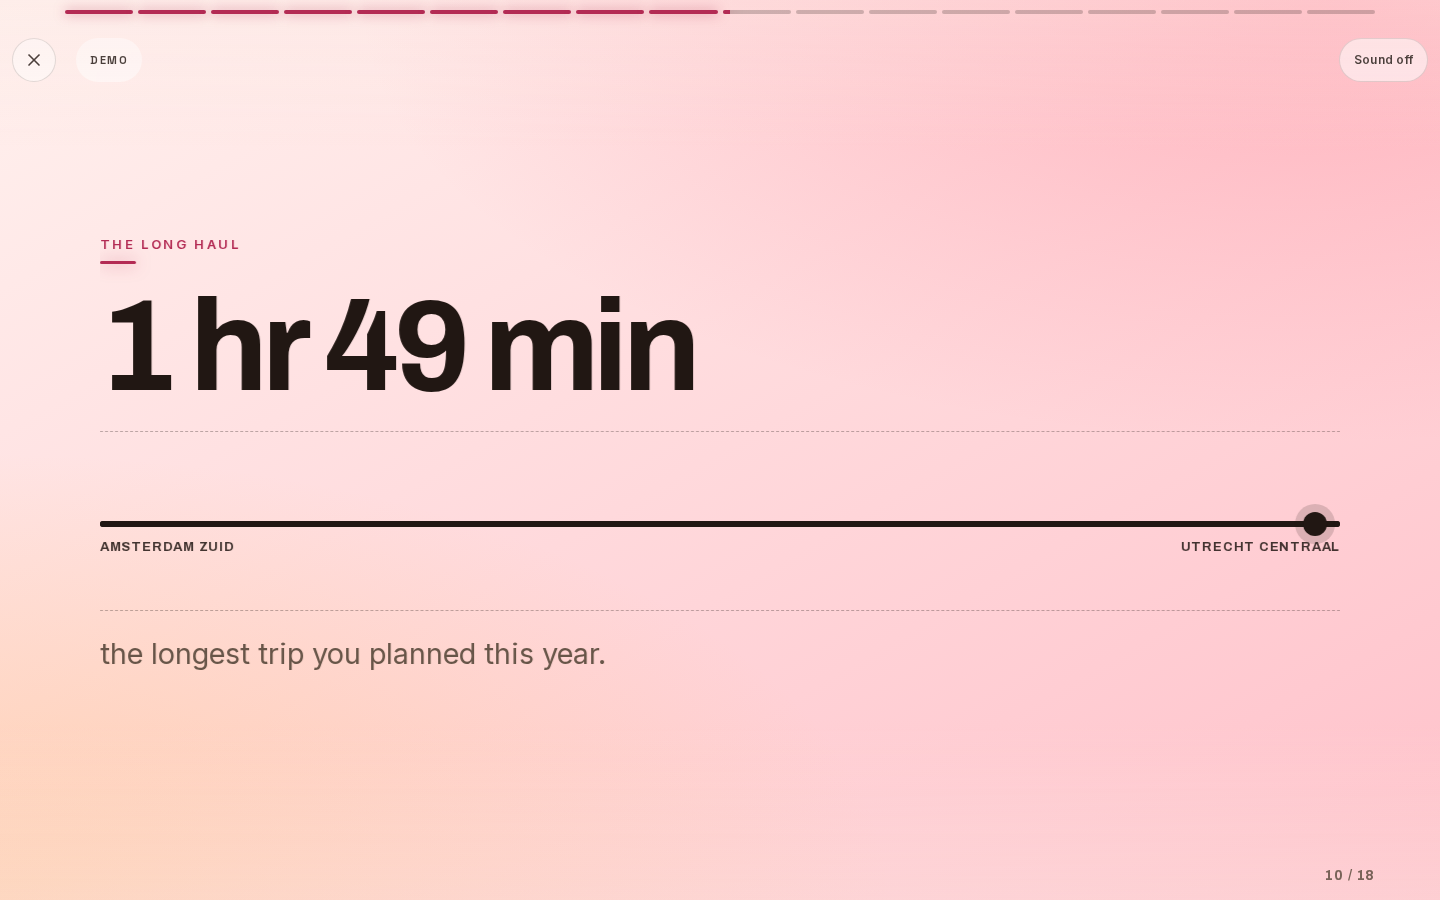 DEMO
Sound off
THE LONG HAUL
1 hr 49 min
AMSTERDAM ZUID
UTRECHT CENTRAAL
the longest trip you planned this year.
10 / 18